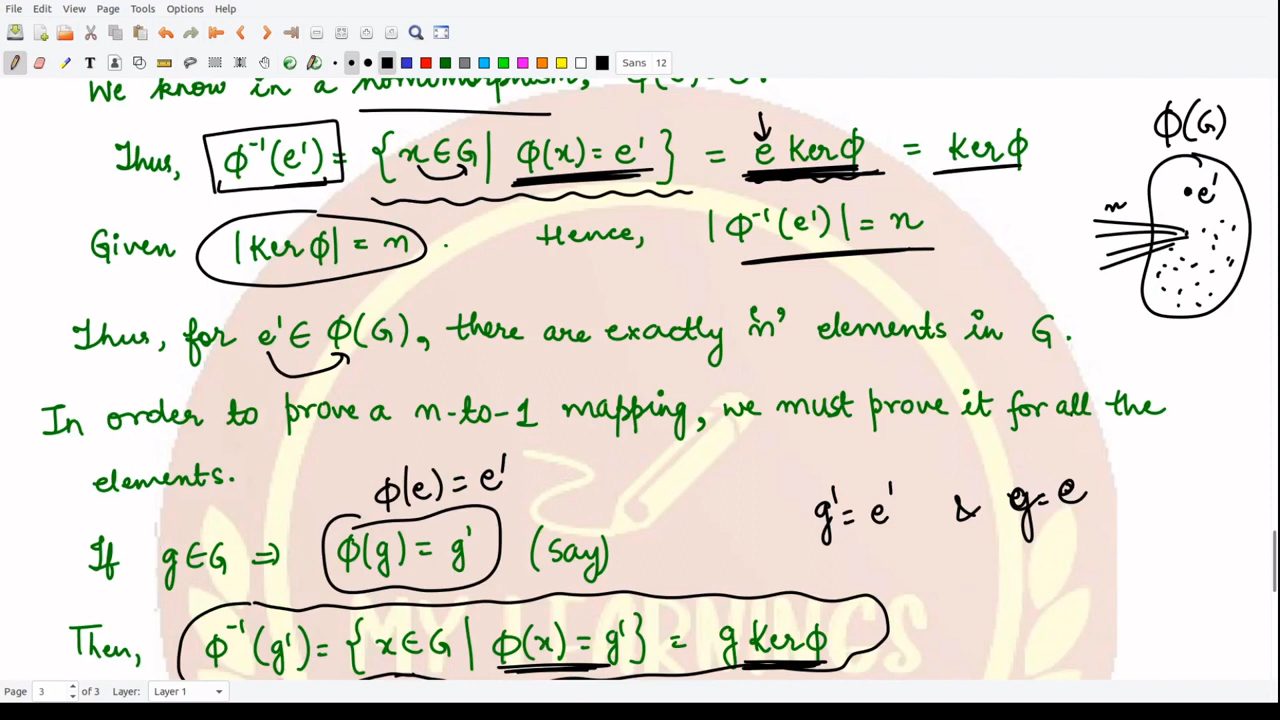 File Edit View Page Tools Options Help
Sans 12
We know in a homomorphism,
Thus, ϕ⁻¹(e') = {x∈G | ϕ(x) = e'} = e Kerϕ = Kerϕ
ϕ(G)
• e'
n
Given |Kerϕ| = n. Hence, |ϕ⁻¹(e')| = n
Thus, for e' ∈ ϕ(G), there are exactly 'n' elements in G.
In order to prove a n-to-1 mapping, we must prove it for all the
elements.
ϕ(e) = e'
g' = e' & g = e
If g∈G ⇒ ϕ(g) = g' (say)
MY LEARNINGS
Then, ϕ⁻¹(g') = {x∈G | ϕ(x) = g'} = g Kerϕ
Page 3 of 3 Layer: Layer 1